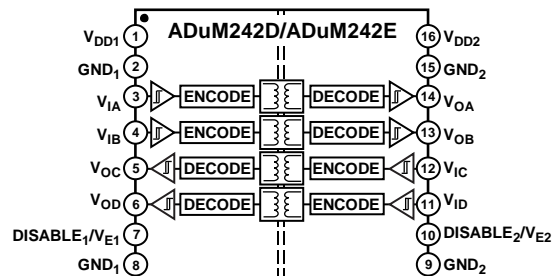 ADuM242D/ADuM242E
VDD1 1 16 VDD2
GND1 2 15 GND2
VIA 3 ENCODE DECODE 14 VOA
VIB 4 ENCODE DECODE 13 VOB
VOC 5 DECODE ENCODE 12 VIC
VOD 6 DECODE ENCODE 11 VID
DISABLE1/VE1 7 10 DISABLE2/VE2
GND1 8 9 GND2